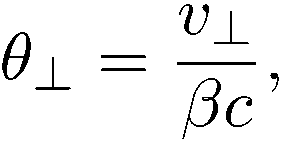 θ⊥ = v⊥/βc,